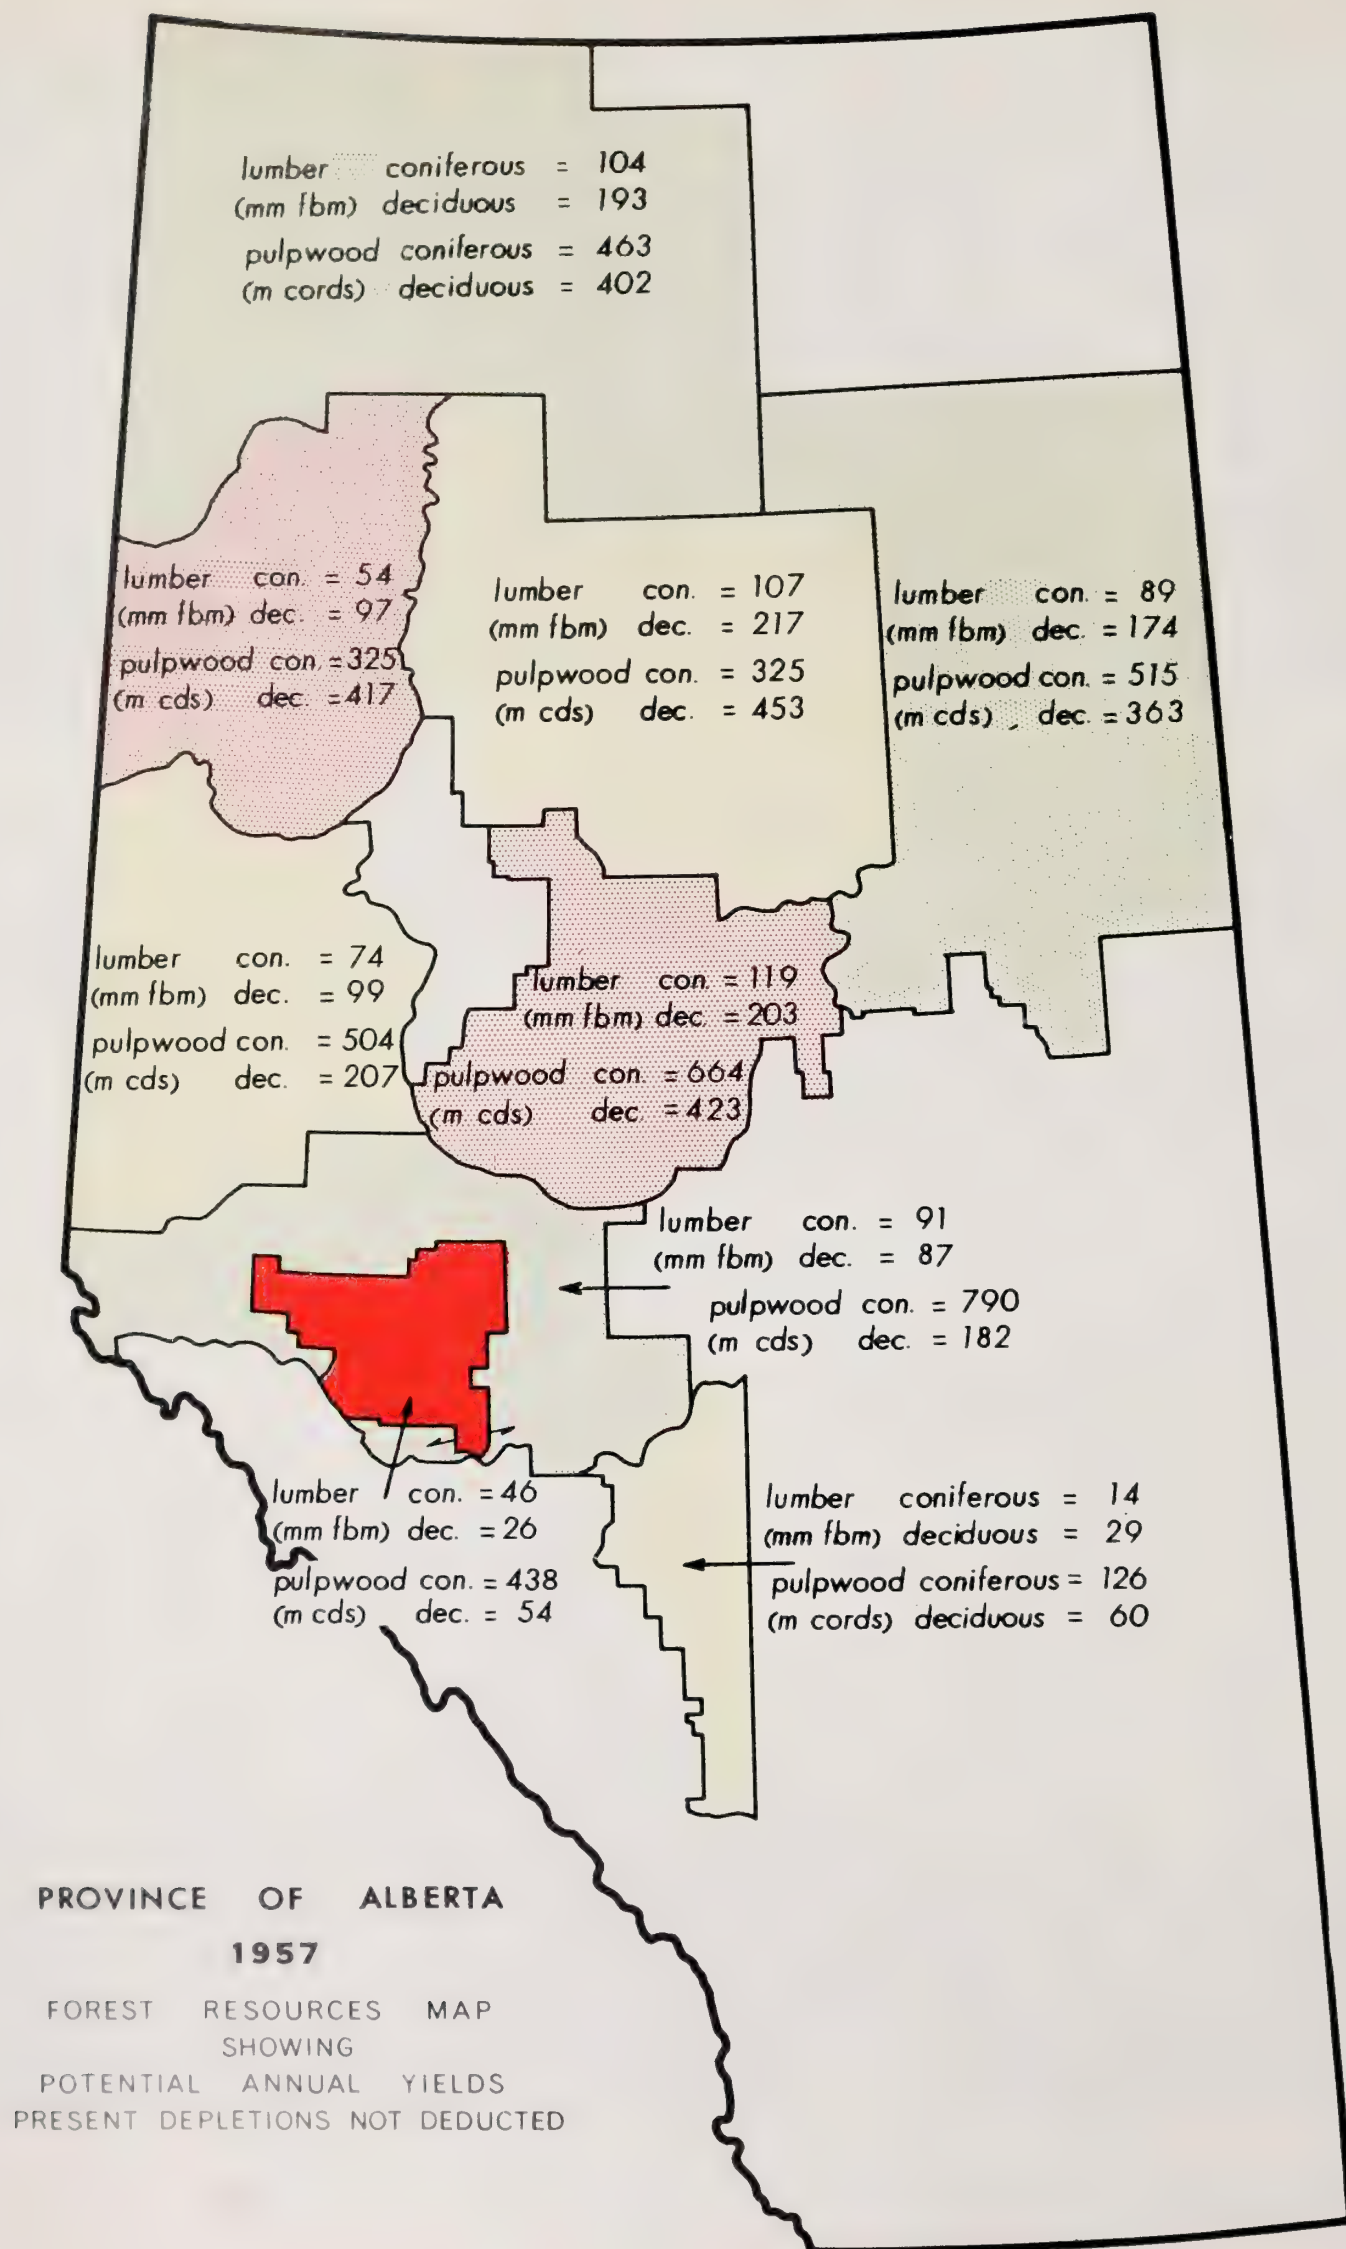 lumber coniferous = 104
(mm fbm) deciduous = 193
pulpwood coniferous = 463
(m cords) deciduous = 402
lumber con. = 54
(mm fbm) dec. = 97
pulpwood con. = 325
(m cds) dec. = 417
lumber con. = 107
(mm fbm) dec. = 217
pulpwood con. = 325
(m cds) dec. = 453
lumber con. = 89
(mm fbm) dec. = 174
pulpwood con. = 515
(m cds) dec. = 363
lumber con. = 74
(mm fbm) dec. = 99
pulpwood con. = 504
(m cds) dec. = 207
lumber con. = 119
(mm fbm) dec. = 203
pulpwood con. = 664
(m cds) dec = 423
lumber con. = 91
(mm fbm) dec. = 87
pulpwood con. = 790
(m cds) dec. = 182
lumber con. = 46
(mm fbm) dec. = 26
pulpwood con. = 438
(m cds) dec. = 54
lumber coniferous = 14
(mm fbm) deciduous = 29
pulpwood coniferous = 126
(m cords) deciduous = 60
PROVINCE OF ALBERTA
1957
FOREST RESOURCES MAP
SHOWING
POTENTIAL ANNUAL YIELDS
PRESENT DEPLETIONS NOT DEDUCTED